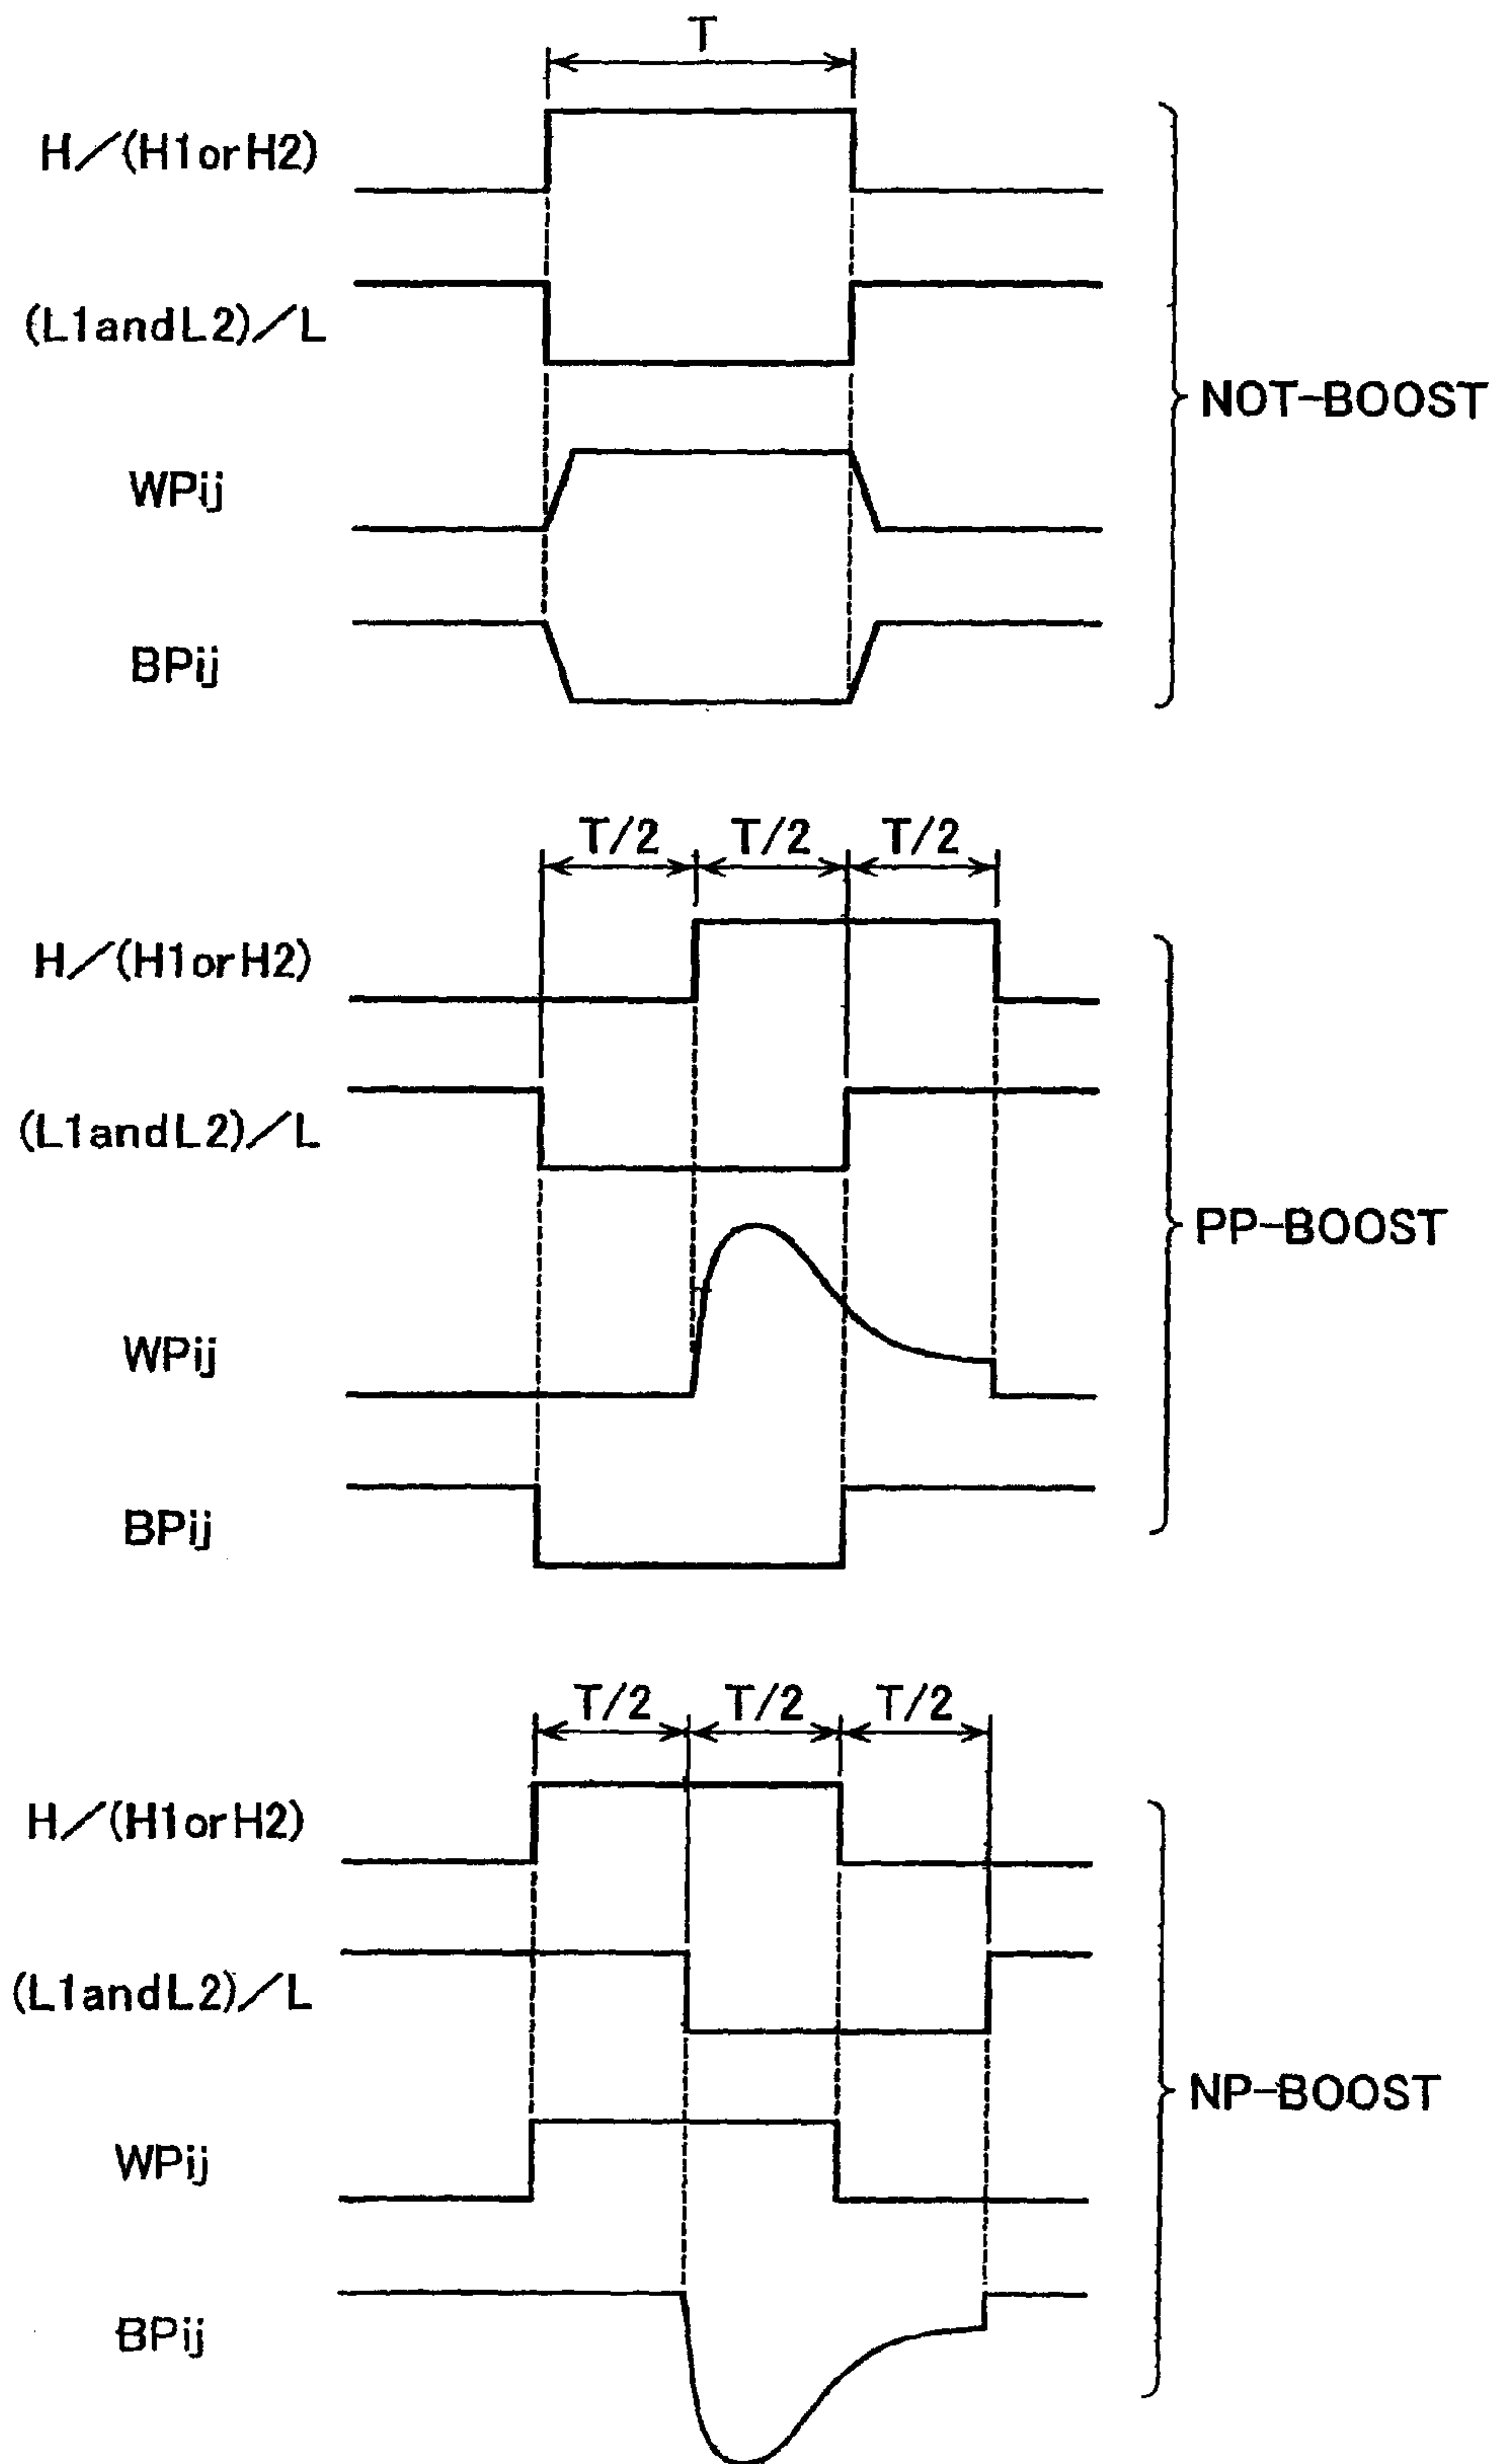 T
H/(H1orH2)
(L1andL2)/L
WPij
BPij
NOT-BOOST
T/2 T/2 T/2
H/(H1orH2)
(L1andL2)/L
WPij
BPij
PP-BOOST
T/2 T/2 T/2
H/(H1orH2)
(L1andL2)/L
WPij
BPij
NP-BOOST